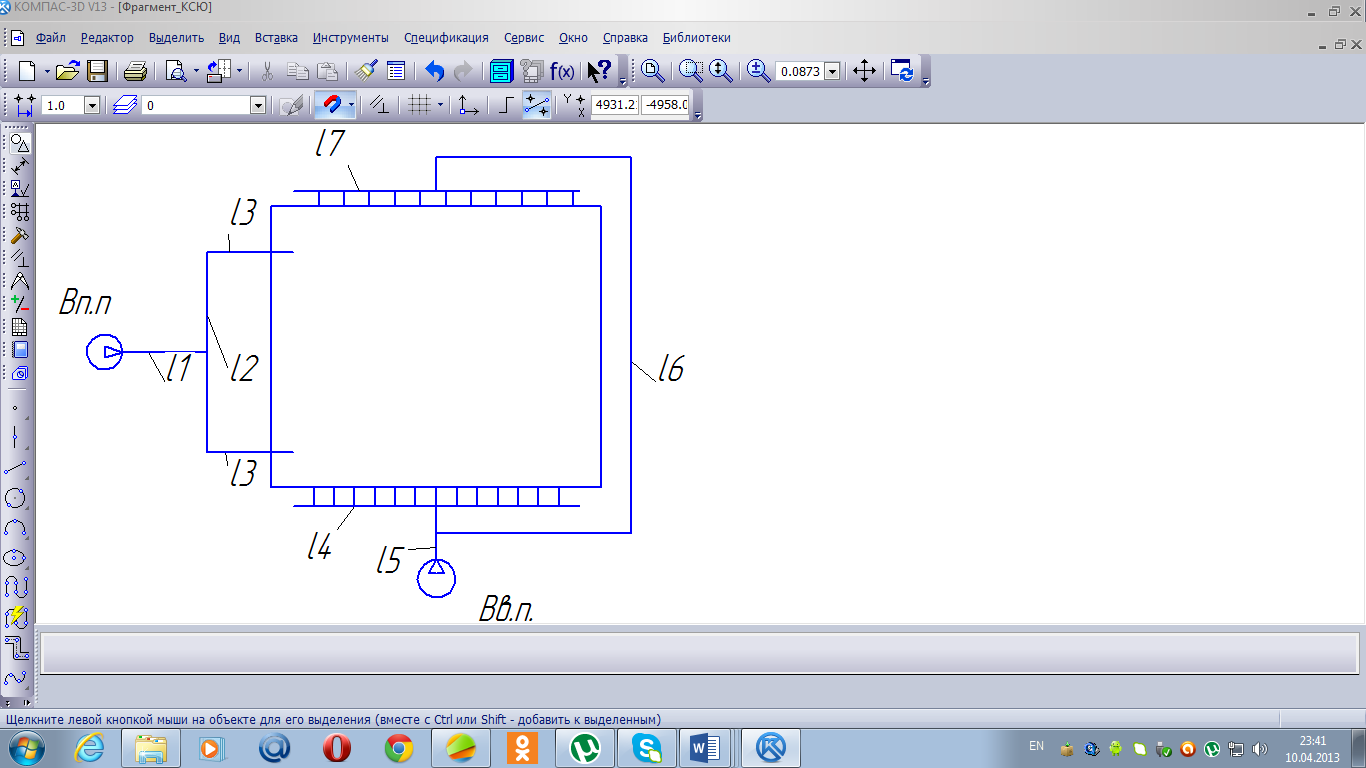 КОМПАС-3D V13 - [Фрагмент_КСЮ]
Файл Редактор Выделить Вид Вставка Инструменты Спецификация Сервис Окно Справка Библиотеки
f(x) 0.0873
1.0 0 Y X 4931.2 -4958.0
l7
l3
Вп.п
l1 l2 l6
l3
l4 l5
Вв.п.
Щелкните левой кнопкой мыши на объекте для его выделения (вместе с Ctrl или Shift - добавить к выделенным)
EN 23:41
10.04.2013